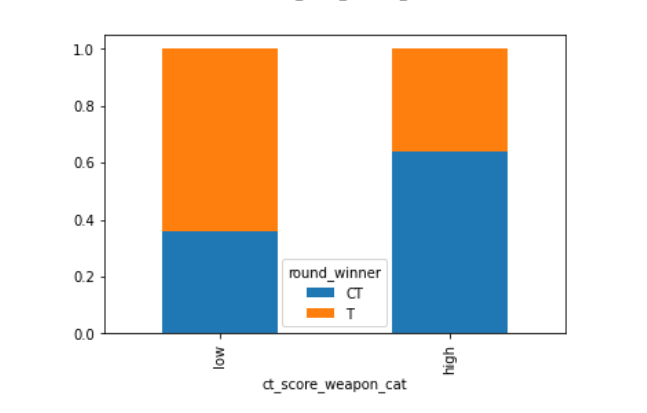 1.0
0.8
0.6
0.4
0.2
0.0
round_winner
CT
T
low
high
ct_score_weapon_cat